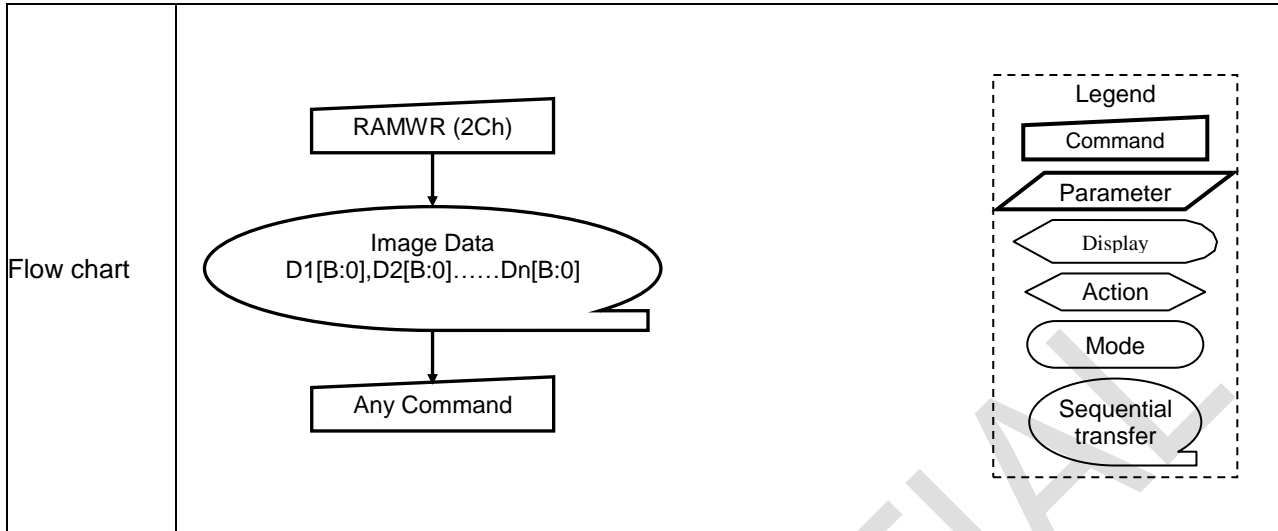 Flow chart
RAMWR (2Ch)
Image Data
D1[B:0],D2[B:0]……Dn[B:0]
Any Command
Legend
Command
Parameter
Display
Action
Mode
Sequential
transfer